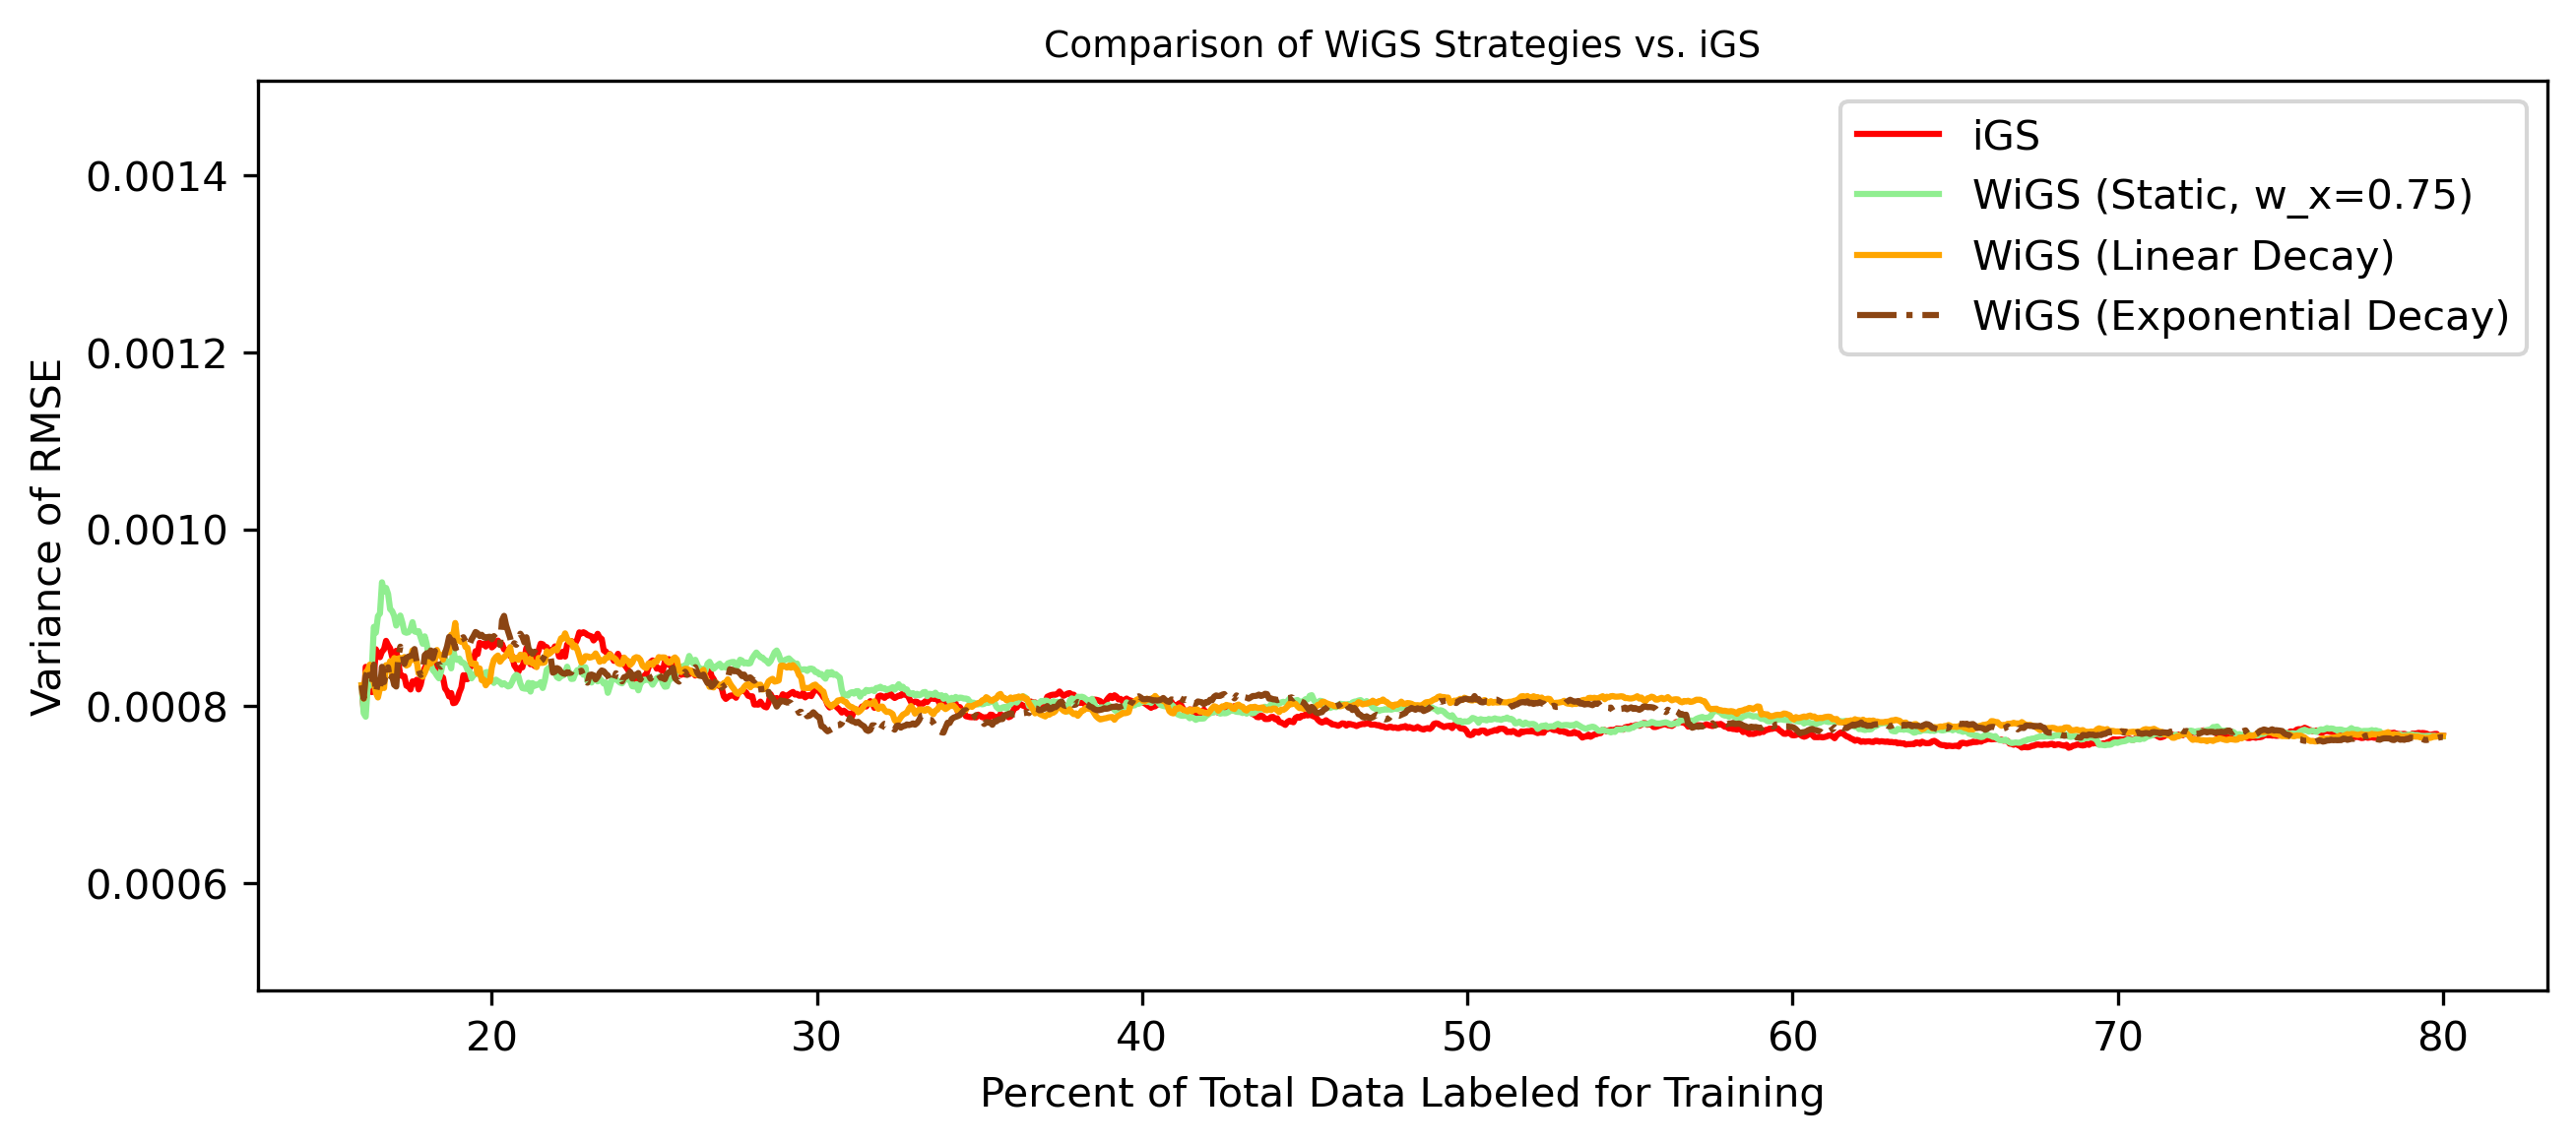 Comparison of WiGS Strategies vs. iGS
iGS
WiGS (Static, w_x=0.75)
WiGS (Linear Decay)
WiGS (Exponential Decay)
Variance of RMSE
0.0014
0.0012
0.0010
0.0008
0.0006
20 30 40 50 60 70 80
Percent of Total Data Labeled for Training